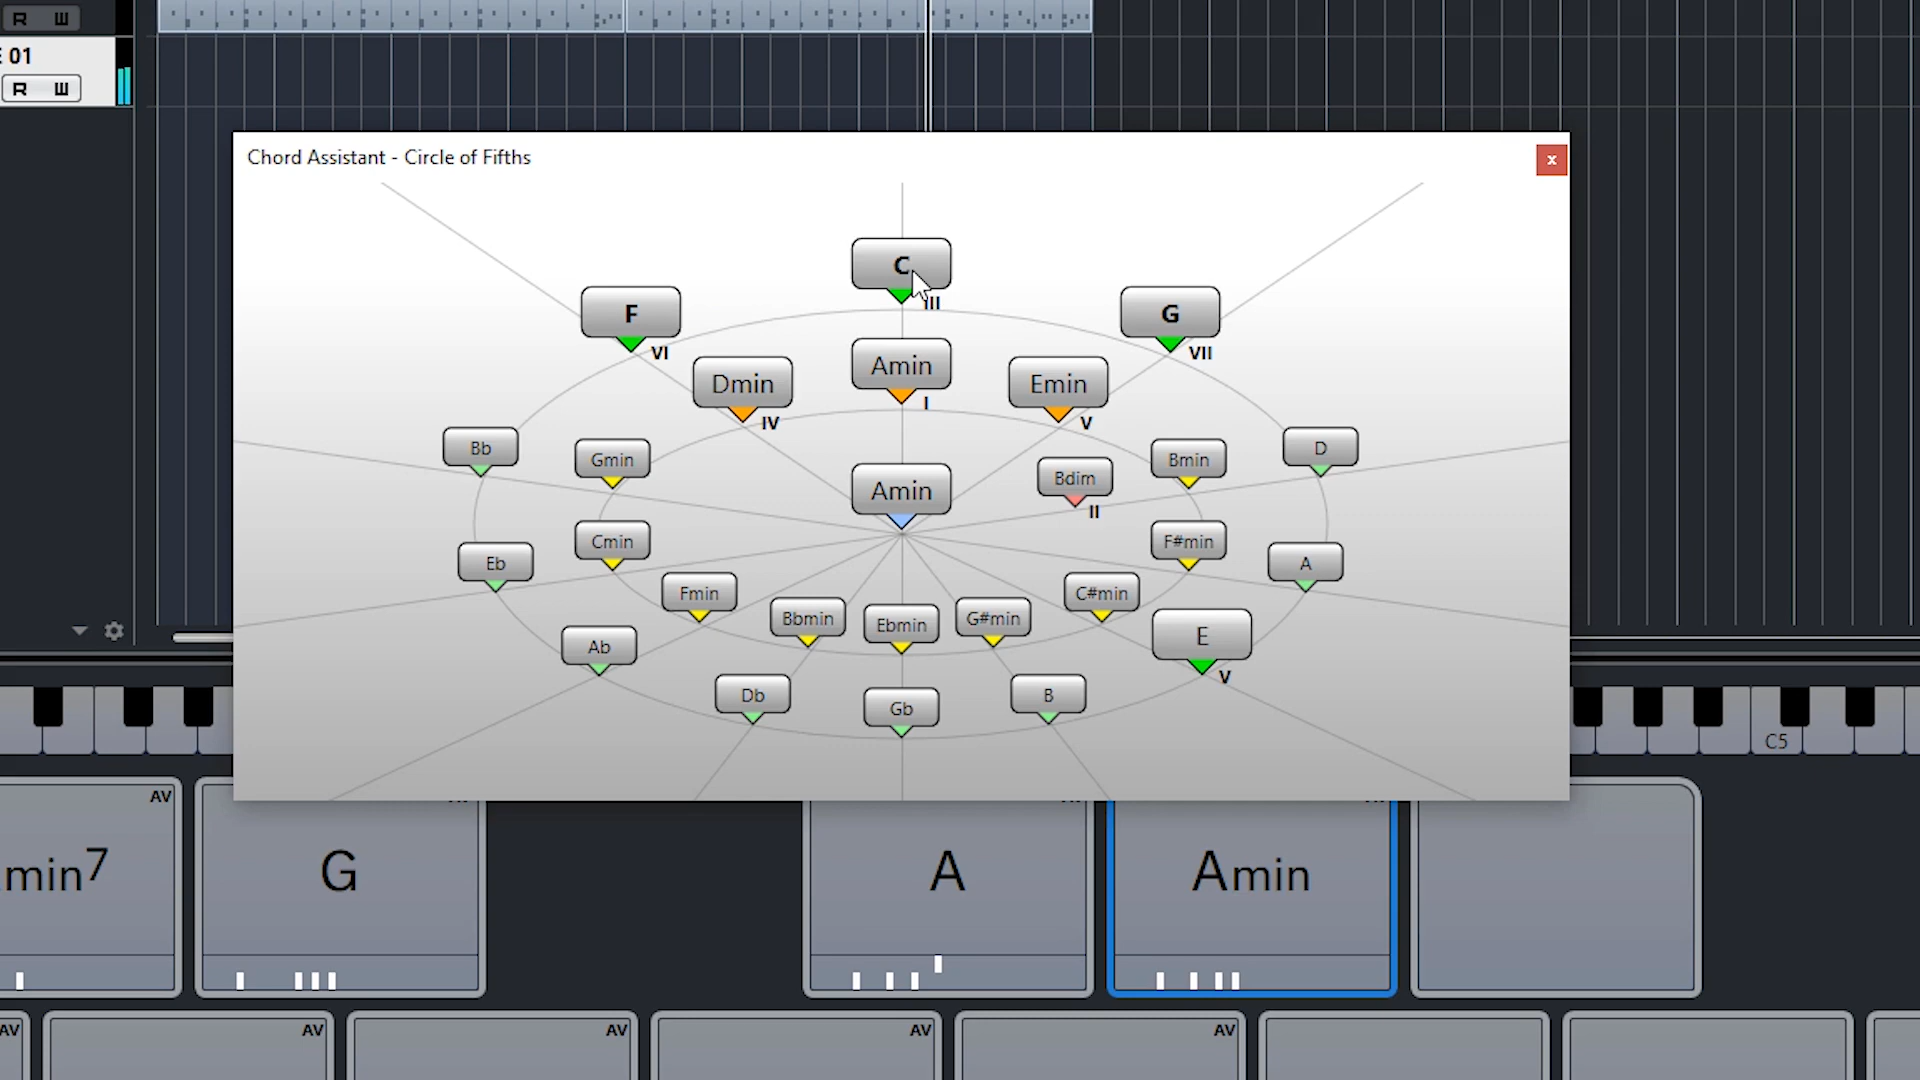 R W
E 01
R W
Chord Assistant - Circle of Fifths
x
C
III
F
VI
G
VII
Amin
I
Dmin
IV
Emin
V
Bb
Gmin
Bmin
D
Amin
Bdim
II
Cmin
F#min
Eb
A
Fmin
C#min
Bbmin
Ebmin
G#min
E
V
Ab
Db
Gb
B
C5
AV
min7
G
A
Amin
AV
AV
AV
AV
AV